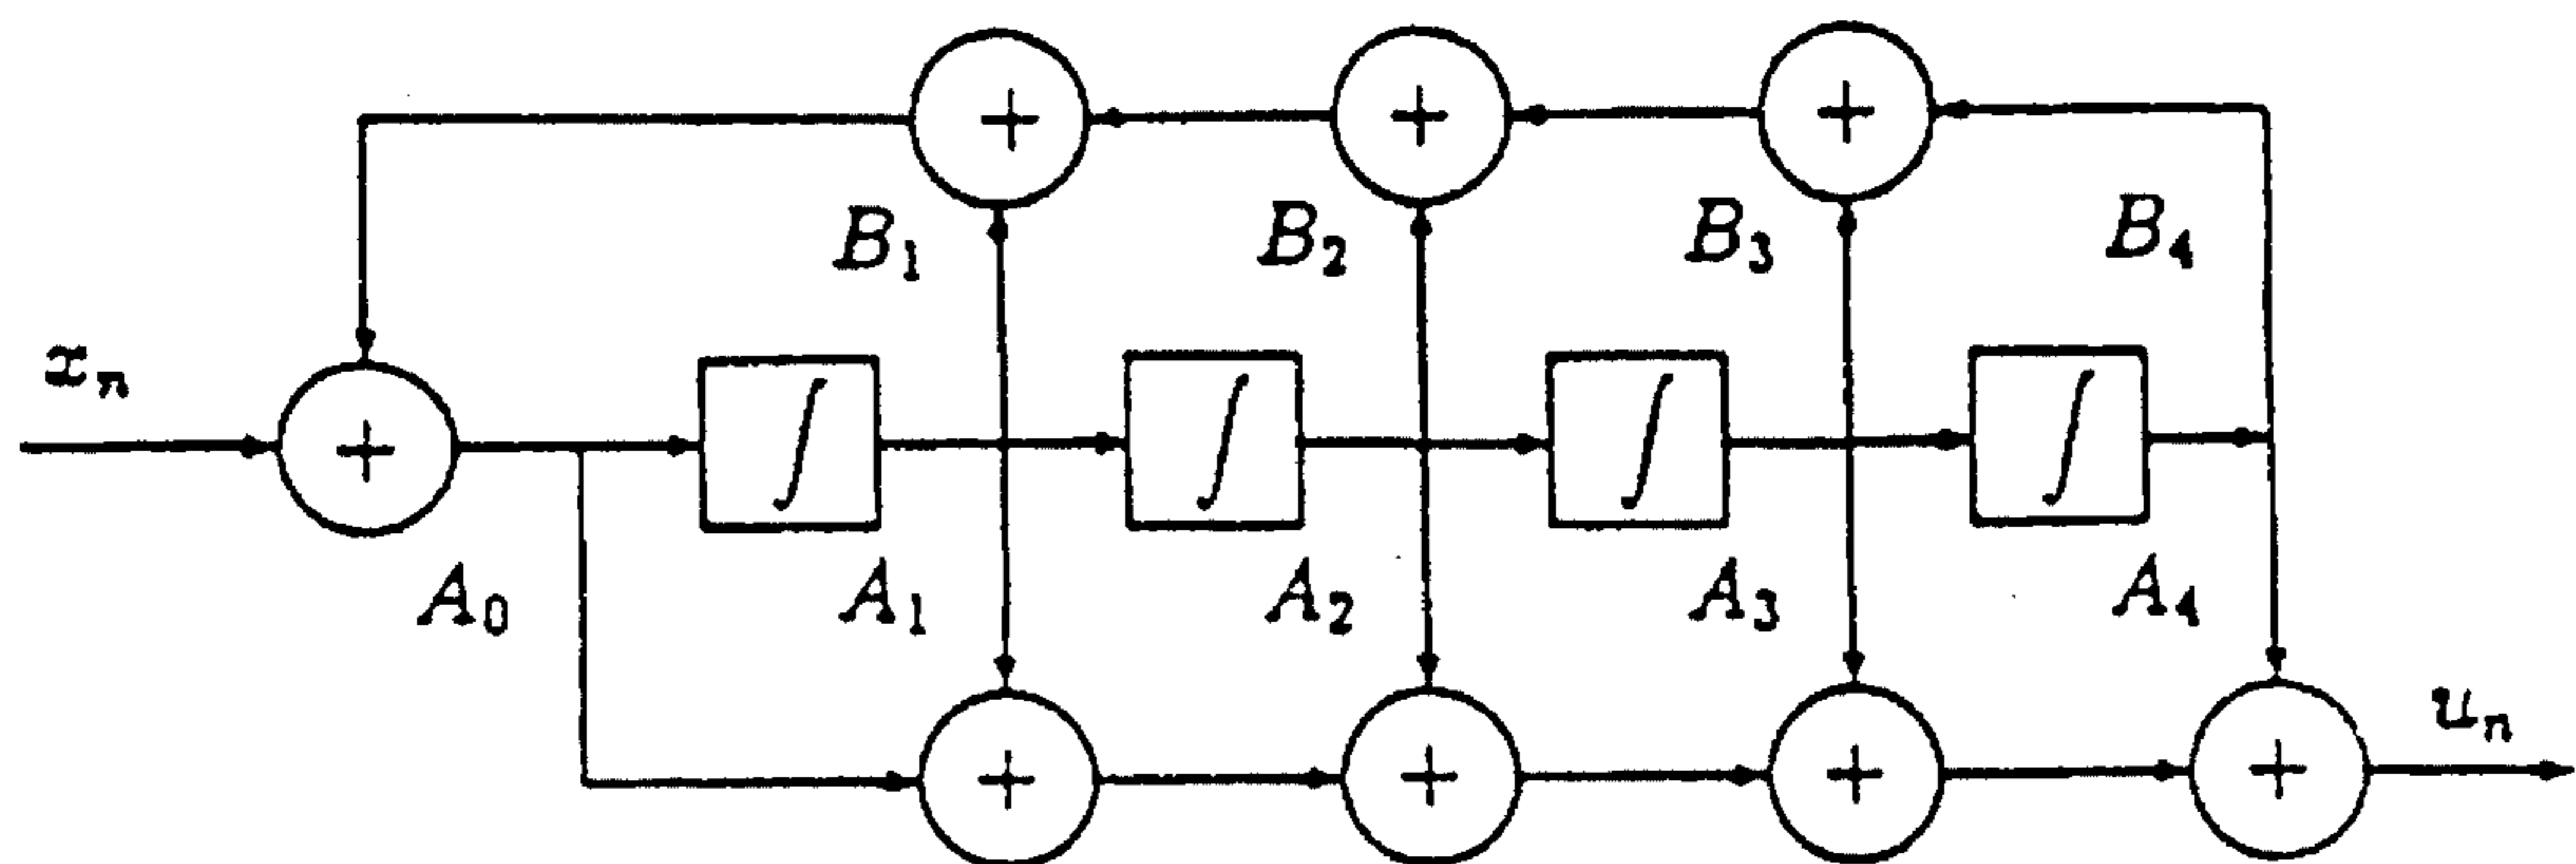 + + +
B₁ B₂ B₃ B₄
xₙ
+ ∫ ∫ ∫ ∫
A₀ A₁ A₂ A₃ A₄
uₙ
+ + + +